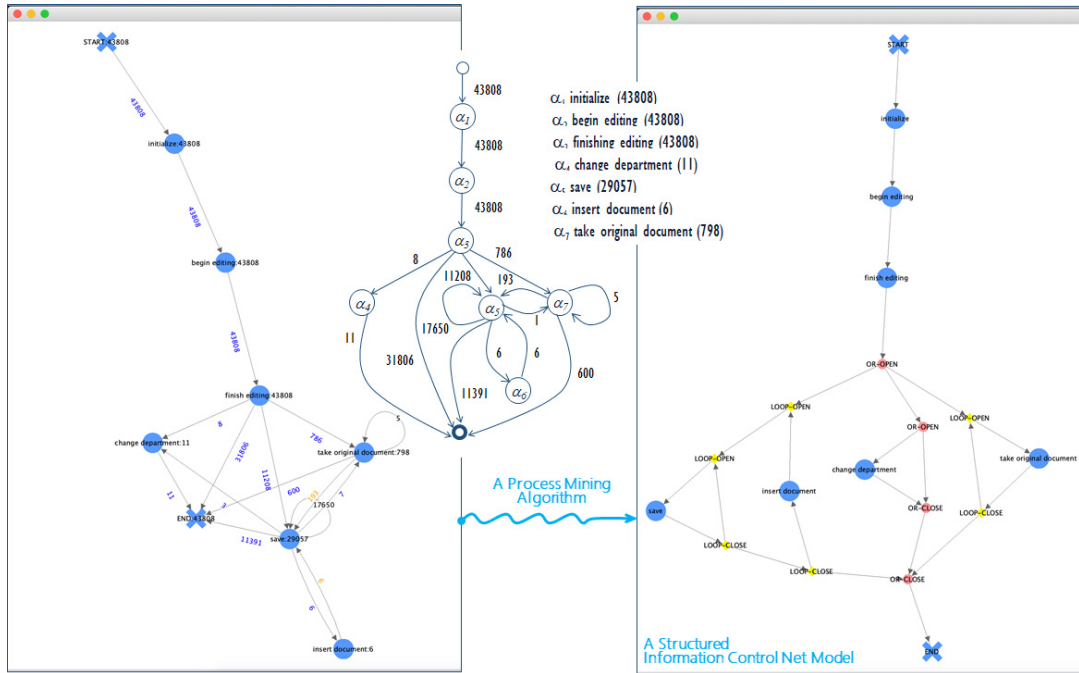 START:43808
43808
initialize:43808
43808
begin editing:43808
43808
finish editing:43808
8
31806
11208
786
5
change department:11
take original document:798
11
600
193
7
17650
END:43808
11391
save:29057
6
6
insert document:6
43808
α1
43808
α2
43808
α3
8
786
11208
193
α4
α5
α7
5
1
17650
11
31806
6
6
600
11391
α6
α1 initialize (43808)
α2 begin editing (43808)
α3 finishing editing (43808)
α4 change department (11)
α5 save (29057)
α6 insert document (6)
α7 take original document (798)
A Process Mining
Algorithm
START
initialize
begin editing
finish editing
OR-OPEN
LOOP-OPEN
LOOP-OPEN
OR-OPEN
LOOP-OPEN
take original document
change department
insert document
save
OR-CLOSE
LOOP-CLOSE
LOOP-CLOSE
LOOP-CLOSE
OR-CLOSE
END
A Structured
Information Control Net Model